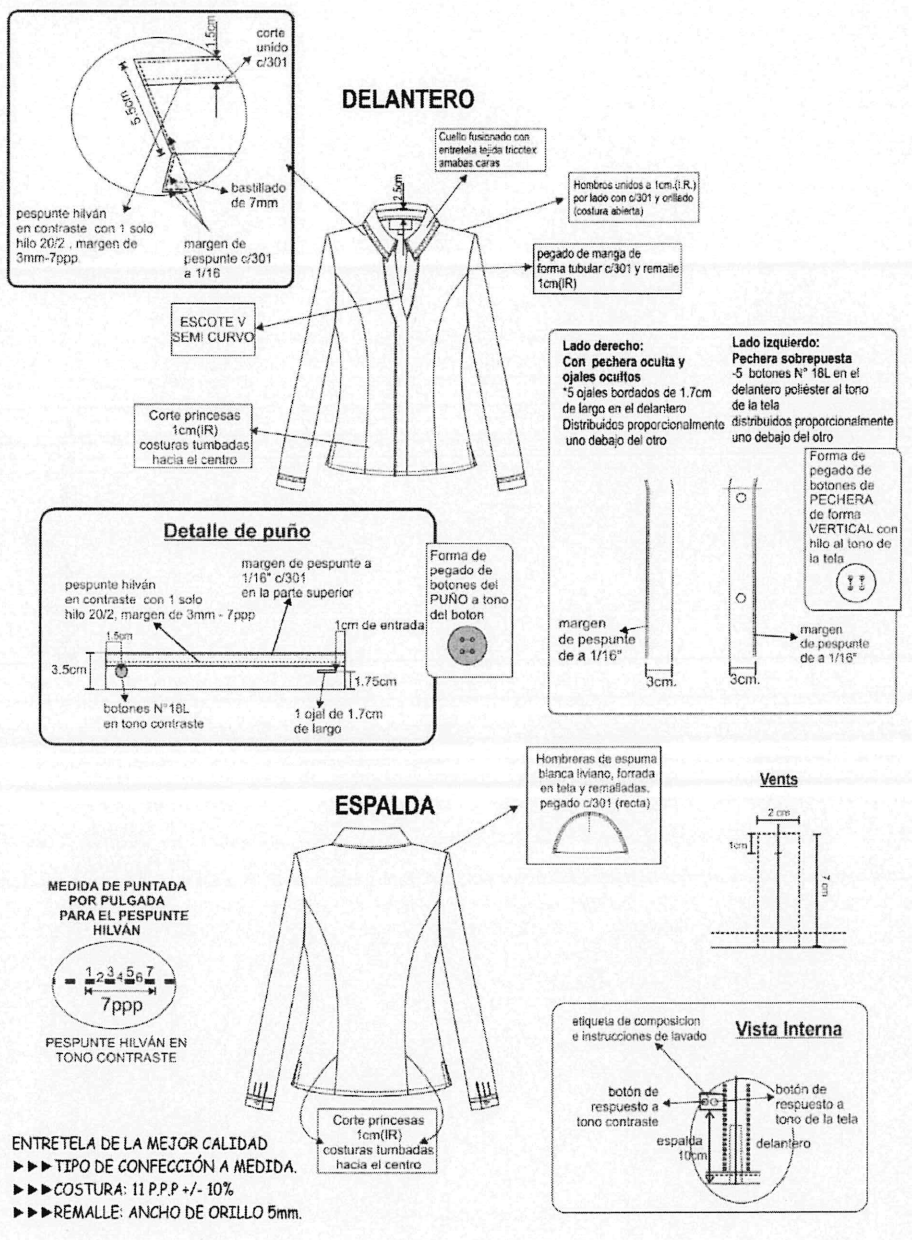 1.5cm
corte
unido
c/301
5.5cm
bastillado
de 7mm
pespunte hilván
en contraste con 1 solo
hilo 20/2 , margen de
3mm-7ppp
margen de
pespunte c/301
a 1/16
DELANTERO
Cuello fusionado con
entretela tejida tricotex
amabas caras
2.5cm
Hombros unidos a 1cm.(I.R.)
por lado con c/301 y orillado
(costura abierta)
pegado de manga de
forma tubular c/301 y remalle
1cm(IR)
ESCOTE V
SEMI CURVO
Corte princesas
1cm(IR)
costuras tumbadas
hacia el centro
Lado derecho:
Con pechera oculta y
ojales ocultos
*5 ojales bordados de 1.7cm
de largo en el delantero
Distribuidos proporcionalmente
uno debajo del otro
Lado izquierdo:
Pechera sobrepuesta
-5 botones N° 18L en el
delantero poliéster al tono
de la tela
distribuidos proporcionalmente
uno debajo del otro
Forma de
pegado de
botones de
PECHERA
de forma
VERTICAL con
hilo al tono de
la tela
margen
de pespunte
de a 1/16"
3cm.
3cm.
margen
de pespunte
de a 1/16"
Detalle de puño
pespunte hilván
en contraste con 1 solo
hilo 20/2, margen de 3mm - 7ppp
margen de pespunte a
1/16" c/301
en la parte superior
1cm de entrada
1.5cm
3.5cm
1.75cm
botones N°18L
en tono contraste
1 ojal de 1.7cm
de largo
Forma de
pegado de
botones del
PUÑO a tono
del boton
Hombreras de espuma
blanca liviano, forrada
en tela y remalladas.
pegado c/301 (recta)
Vents
2 cm
1cm
7 cm
ESPALDA
MEDIDA DE PUNTADA
POR PULGADA
PARA EL PESPUNTE
HILVÁN
1 2 3 4 5 6 7
7ppp
PESPUNTE HILVÁN EN
TONO CONTRASTE
Corte princesas
1cm(IR)
costuras tumbadas
hacia el centro
etiqueta de composicion
e instrucciones de lavado
Vista Interna
botón de
respuesto a
tono contraste
botón de
respuesto a
tono de la tela
espalda
10cm
delantero
ENTRETELA DE LA MEJOR CALIDAD
►►►TIPO DE CONFECCIÓN A MEDIDA.
►►►COSTURA: 11 P.P.P +/- 10%
►►►REMALLE: ANCHO DE ORILLO 5mm.